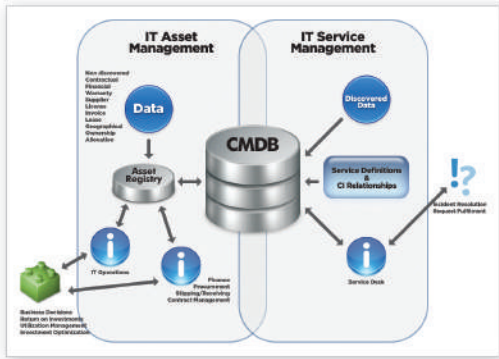 IT Asset
Management
IT Service
Management
Non discovered
Contractual
Financial
Warranty
Supplier
License
Invoice
Lease
Geographical
Ownership
Allocation
Data
Discovered
Data
CMDB
Asset
Registry
Service Definitions
&
CI Relationships
!?
Incident Resolution
Request Fulfilment
i
IT Operations
i
Finance
Procurement
Shipping/Receiving
Contract Management
i
Service Desk
Business Decisions
Return on Investments
Utilization Management
Investment Optimization